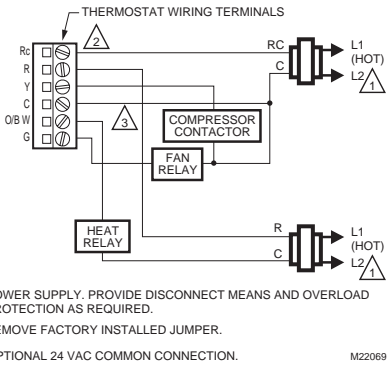 THERMOSTAT WIRING TERMINALS
Rc
R
Y
C
O/B W
G
2
3
RC
C
L1
(HOT)
L2
1
COMPRESSOR
CONTACTOR
FAN
RELAY
HEAT
RELAY
R
C
L1
(HOT)
L2
1
OWER SUPPLY. PROVIDE DISCONNECT MEANS AND OVERLOAD
ROTECTION AS REQUIRED.
EMOVE FACTORY INSTALLED JUMPER.
PTIONAL 24 VAC COMMON CONNECTION.
M22069